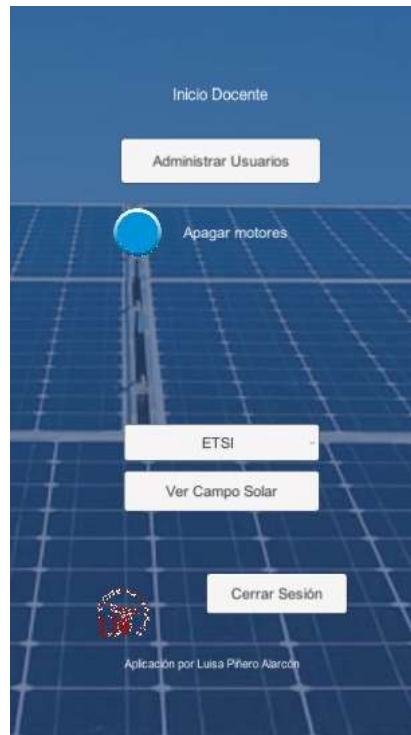 Inicio Docente
Administrar Usuarios
Apagar motores
ETSI
Ver Campo Solar
Cerrar Sesión
Aplicación por Luisa Piñero Alarcón